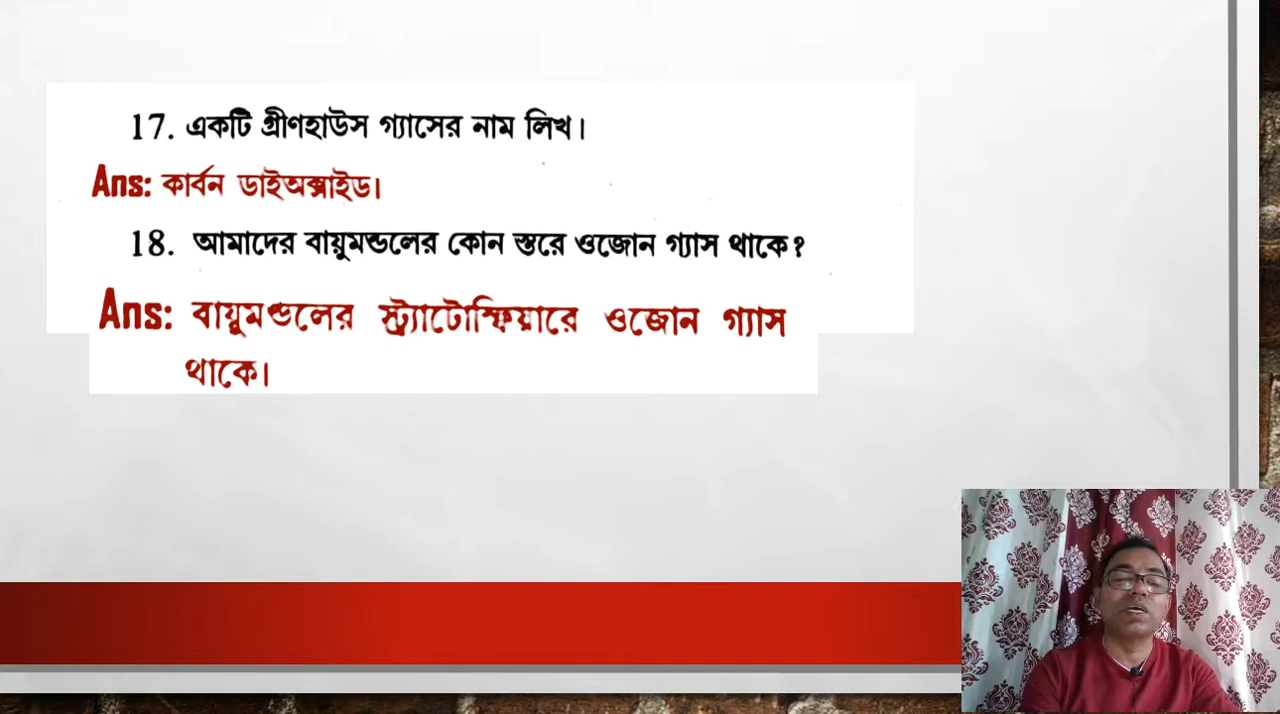 17. একটি গ্রীণহাউস গ্যাসের নাম লিখ।
Ans: কার্বন ডাইঅক্সাইড।
18. আমাদের বায়ুমন্ডলের কোন স্তরে ওজোন গ্যাস থাকে?
Ans: বায়ুমণ্ডলের স্ট্র্যাটোস্ফিয়ারে ওজোন গ্যাস
থাকে।